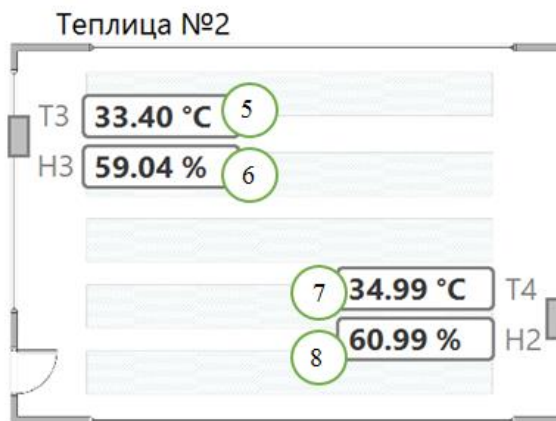 Теплица №2
T3 33.40 °C 5
H3 59.04 % 6
7 34.99 °C T4
8 60.99 % H2